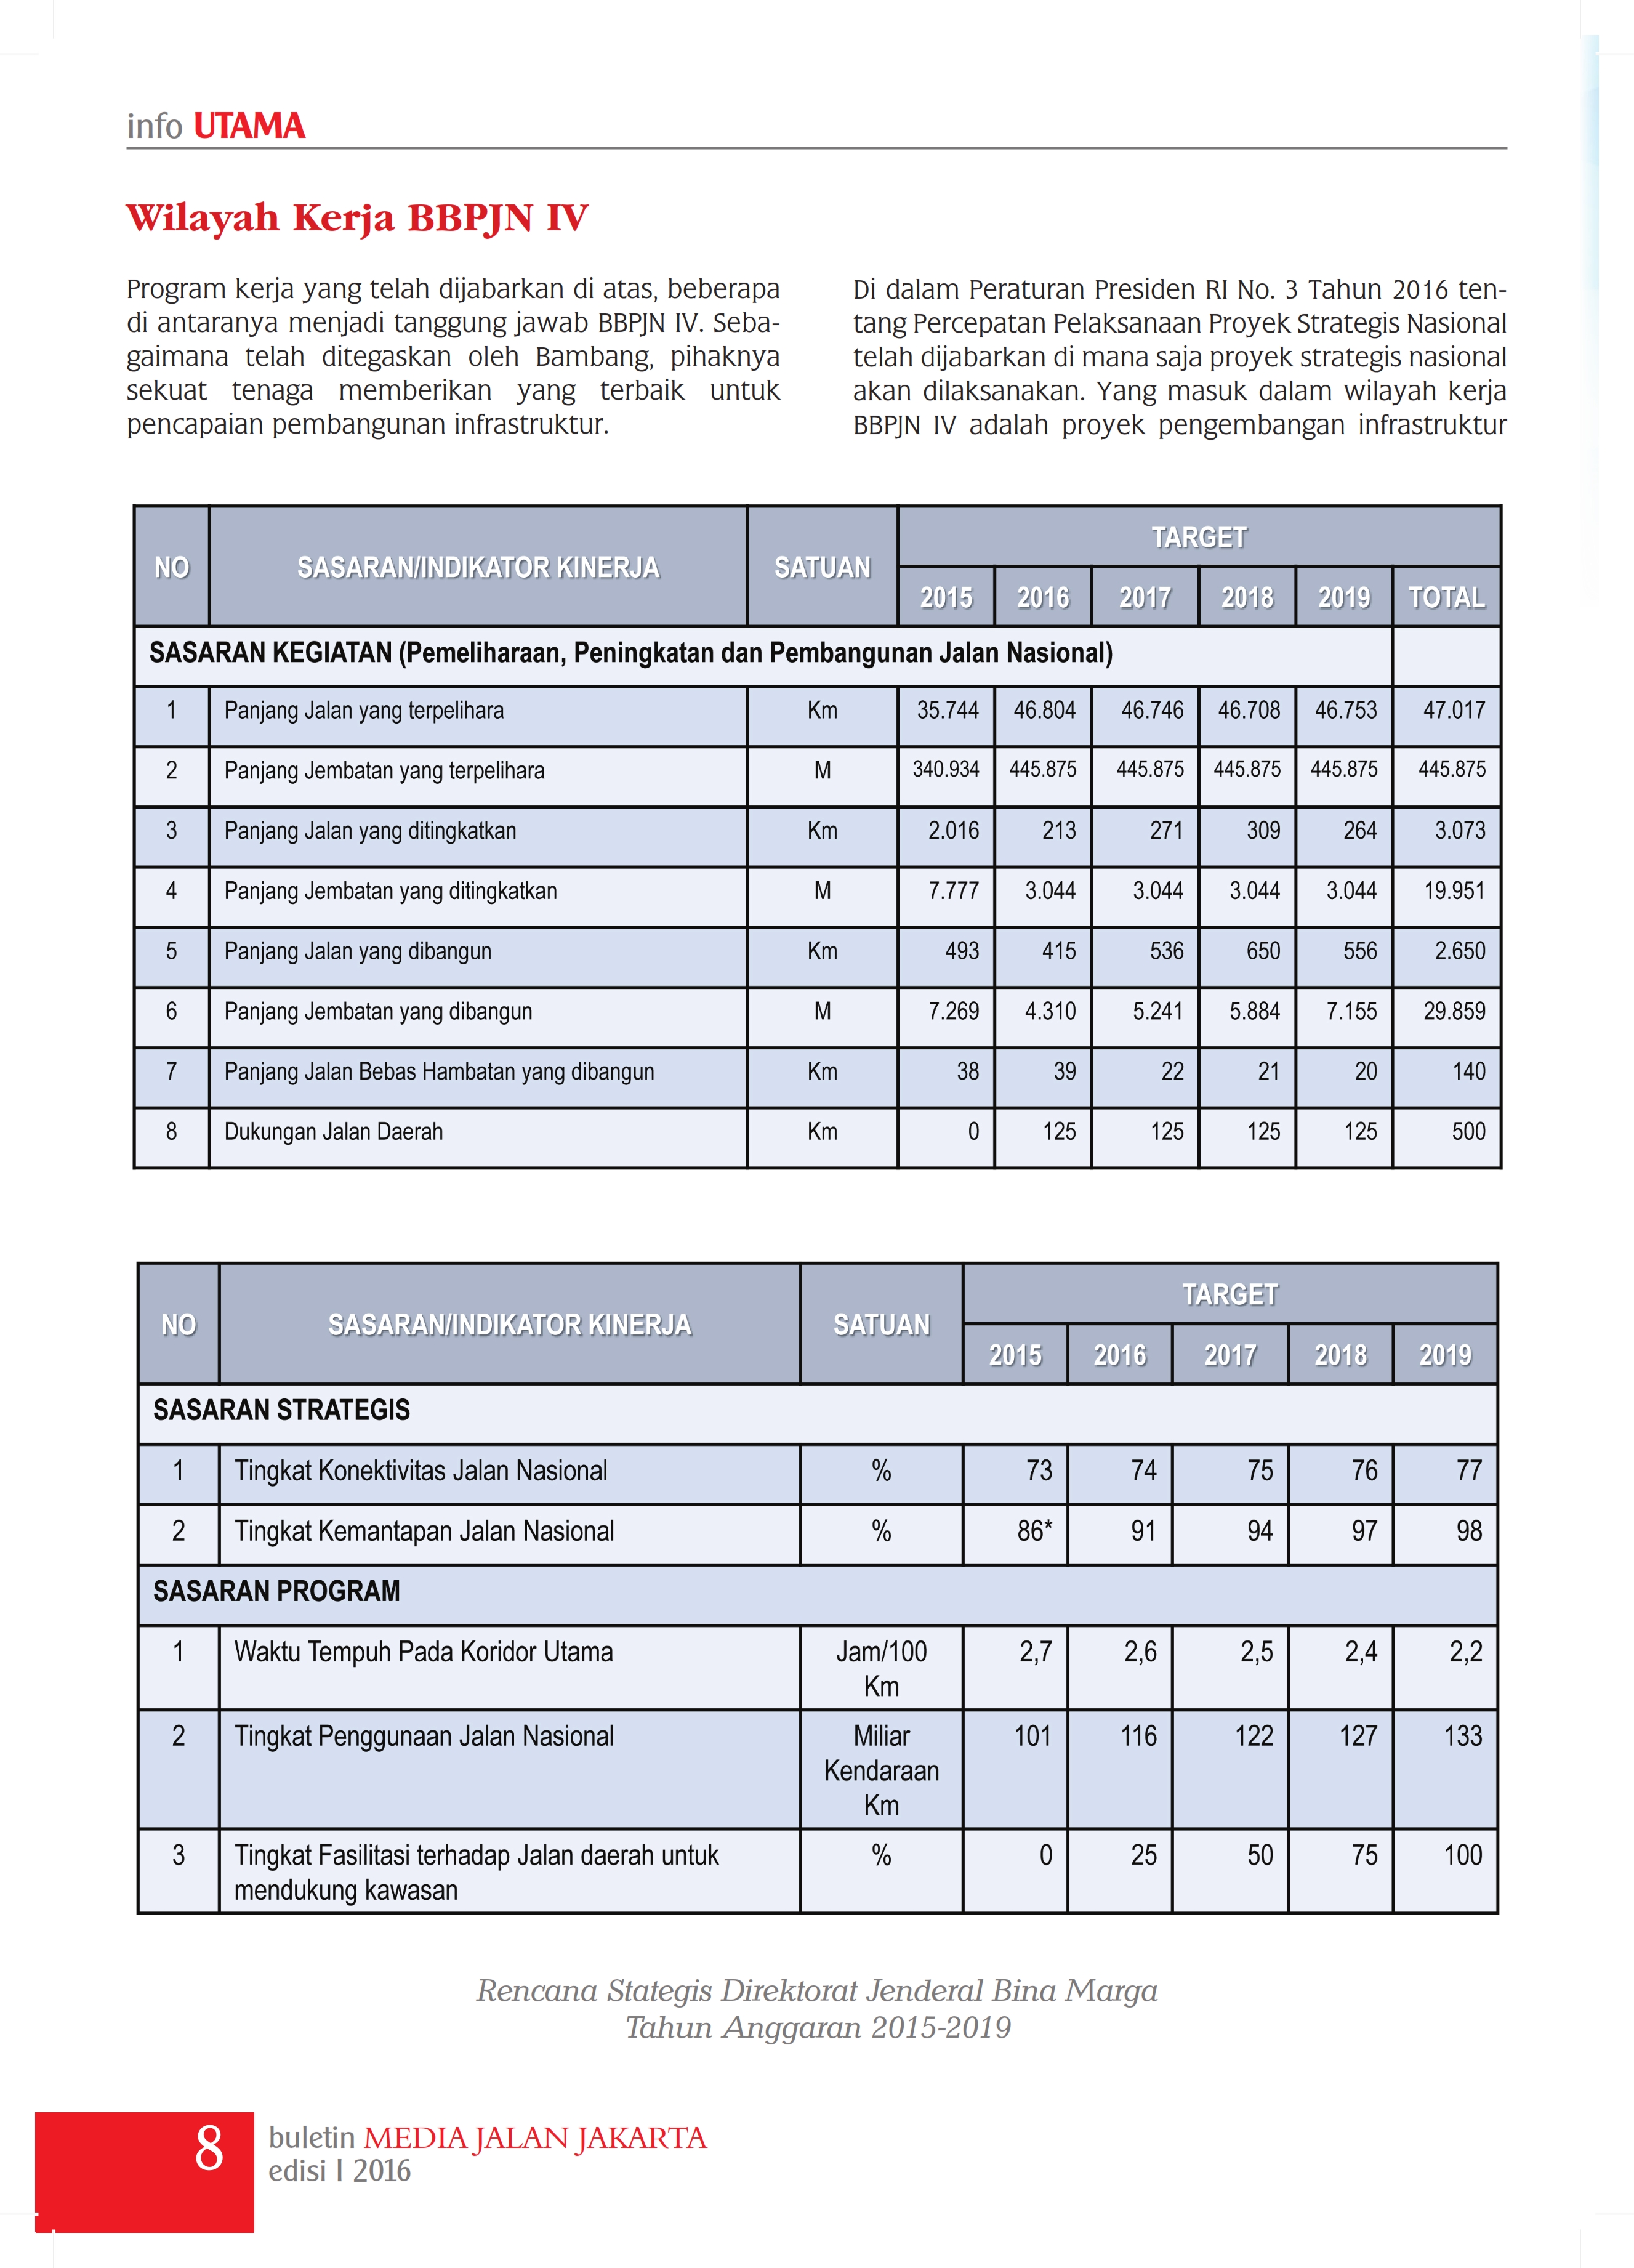 info UTAMA
Wilayah Kerja BBPJN IV
Program kerja yang telah dijabarkan di atas, beberapa
di antaranya menjadi tanggung jawab BBPJN IV. Seba-
gaimana telah ditegaskan oleh Bambang, pihaknya
sekuat tenaga memberikan yang terbaik untuk
pencapaian pembangunan infrastruktur.
Di dalam Peraturan Presiden RI No. 3 Tahun 2016 ten-
tang Percepatan Pelaksanaan Proyek Strategis Nasional
telah dijabarkan di mana saja proyek strategis nasional
akan dilaksanakan. Yang masuk dalam wilayah kerja
BBPJN IV adalah proyek pengembangan infrastruktur
NO SASARAN/INDIKATOR KINERJA SATUAN TARGET
2015 2016 2017 2018 2019 TOTAL
SASARAN KEGIATAN (Pemeliharaan, Peningkatan dan Pembangunan Jalan Nasional)
1 Panjang Jalan yang terpelihara Km 35.744 46.804 46.746 46.708 46.753 47.017
2 Panjang Jembatan yang terpelihara M 340.934 445.875 445.875 445.875 445.875 445.875
3 Panjang Jalan yang ditingkatkan Km 2.016 213 271 309 264 3.073
4 Panjang Jembatan yang ditingkatkan M 7.777 3.044 3.044 3.044 3.044 19.951
5 Panjang Jalan yang dibangun Km 493 415 536 650 556 2.650
6 Panjang Jembatan yang dibangun M 7.269 4.310 5.241 5.884 7.155 29.859
7 Panjang Jalan Bebas Hambatan yang dibangun Km 38 39 22 21 20 140
8 Dukungan Jalan Daerah Km 0 125 125 125 125 500
NO SASARAN/INDIKATOR KINERJA SATUAN TARGET
2015 2016 2017 2018 2019
SASARAN STRATEGIS
1 Tingkat Konektivitas Jalan Nasional % 73 74 75 76 77
2 Tingkat Kemantapan Jalan Nasional % 86* 91 94 97 98
SASARAN PROGRAM
1 Waktu Tempuh Pada Koridor Utama Jam/100 2,7 2,6 2,5 2,4 2,2
Km
2 Tingkat Penggunaan Jalan Nasional Miliar 101 116 122 127 133
Kendaraan
Km
3 Tingkat Fasilitasi terhadap Jalan daerah untuk % 0 25 50 75 100
mendukung kawasan
Rencana Stategis Direktorat Jenderal Bina Marga
Tahun Anggaran 2015-2019
8
buletin MEDIA JALAN JAKARTA
edisi I 2016